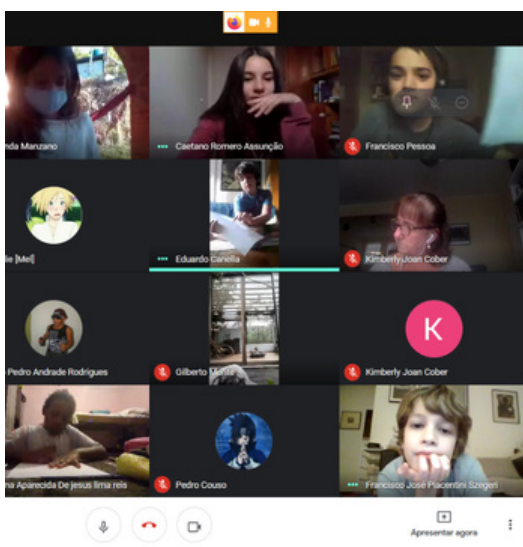 nda Manzano
Caetano Romero Assunção
Francisco Pessoa
lie [Mel]
Eduardo Canella
Kimberly Joan Cober
Pedro Andrade Rodrigues
Gilberto
K
Kimberly Joan Cober
na Aparecida De jesus lima reis
Pedro Couso
Francisco José Piacentini Szegeri
Apresentar agora